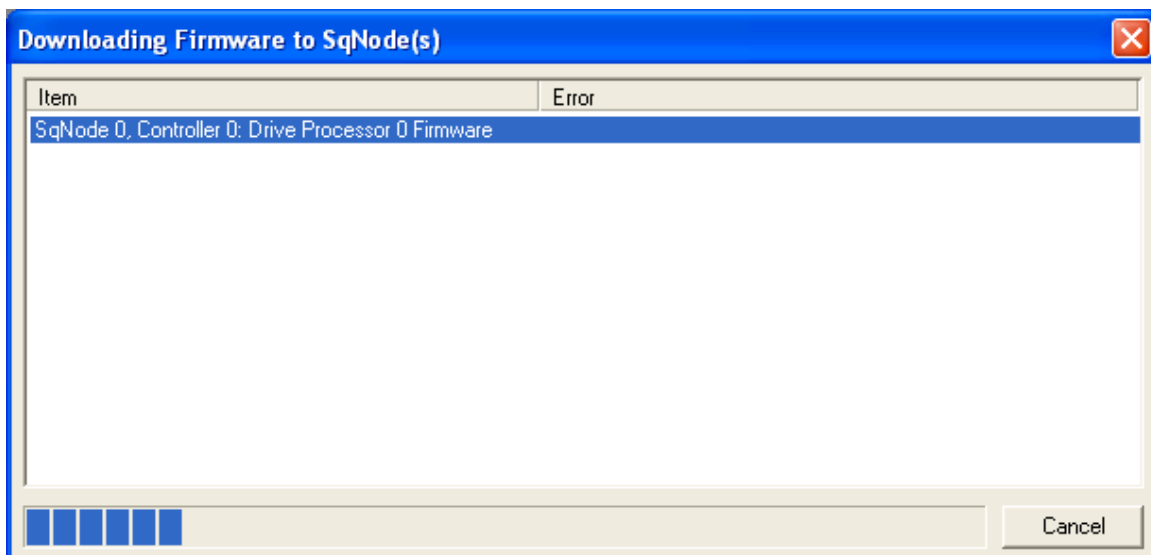 Downloading Firmware to SqNode(s)
Item Error
SqNode 0, Controller 0: Drive Processor 0 Firmware
Cancel